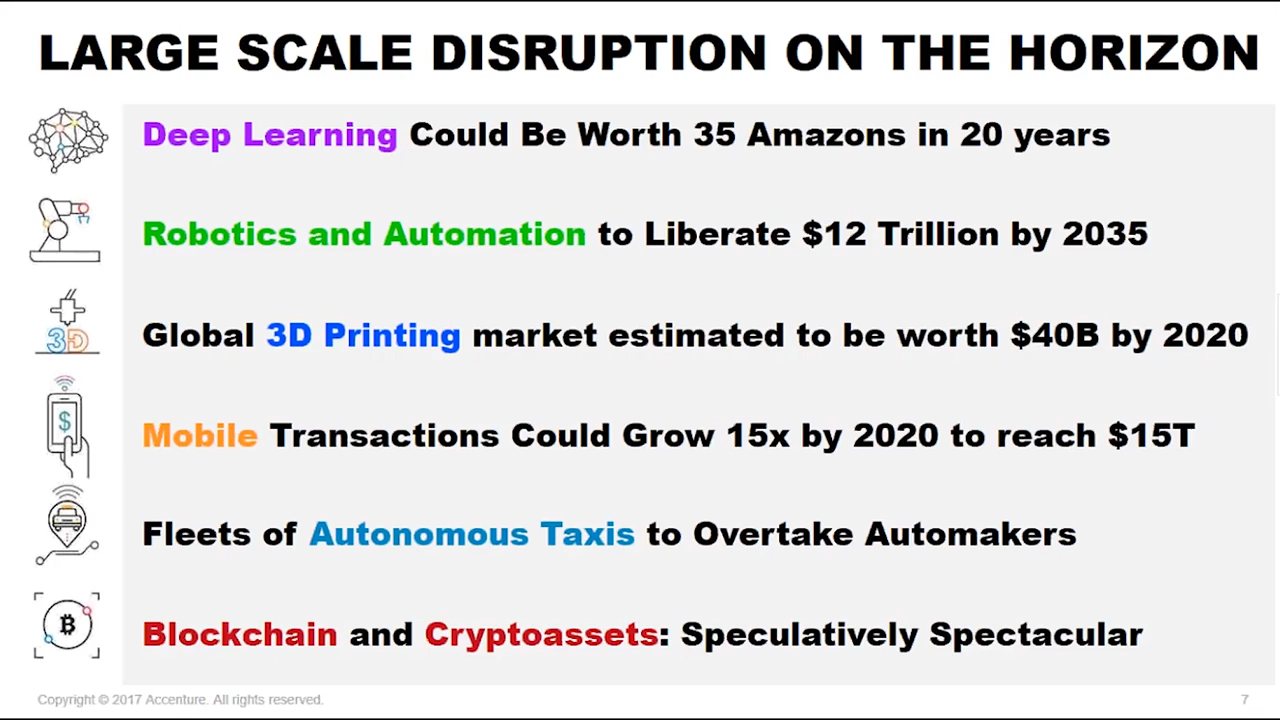 LARGE SCALE DISRUPTION ON THE HORIZON
Deep Learning Could Be Worth 35 Amazons in 20 years
Robotics and Automation to Liberate $12 Trillion by 2035
3D
Global 3D Printing market estimated to be worth $40B by 2020
$
Mobile Transactions Could Grow 15x by 2020 to reach $15T
Fleets of Autonomous Taxis to Overtake Automakers
₿
Blockchain and Cryptoassets: Speculatively Spectacular
Copyright © 2017 Accenture. All rights reserved.
7